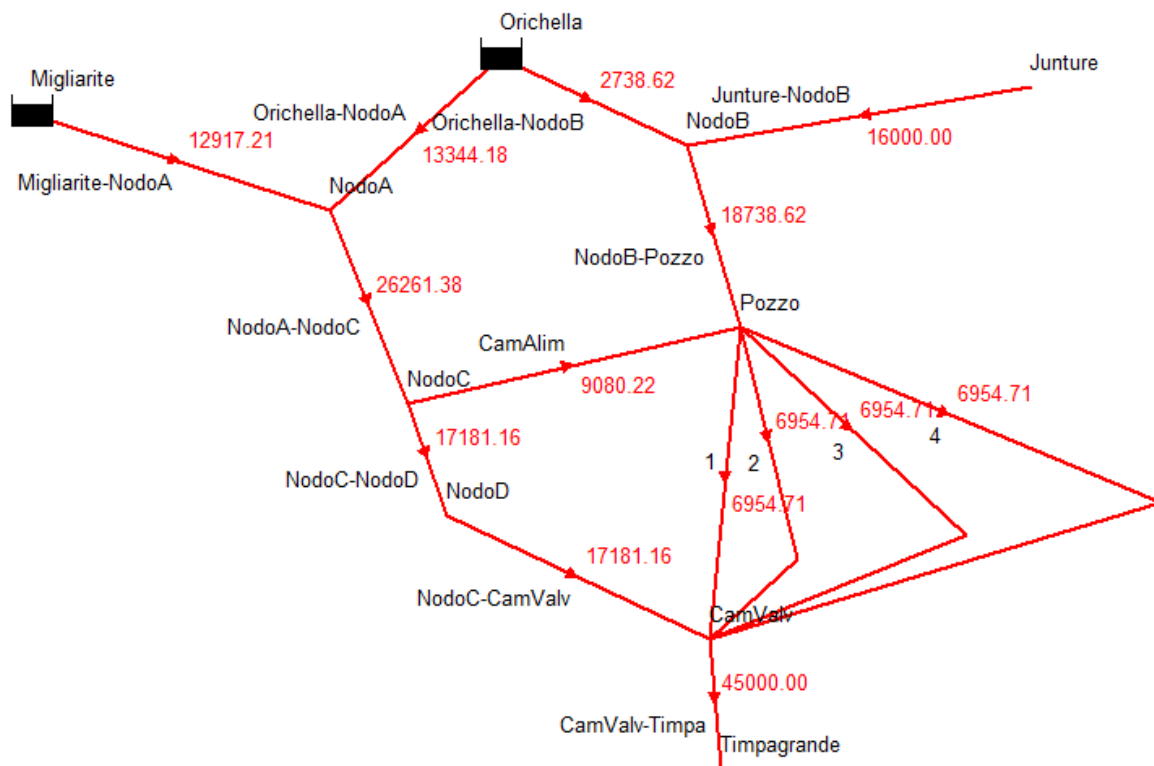 Orichella
Migliarite
Junture
2738.62
Junture-NodoB
Orichella-NodoA
Orichella-NodoB
NodoB
16000.00
12917.21
13344.18
Migliarite-NodoA
NodoA
18738.62
NodoB-Pozzo
26261.38
Pozzo
NodoA-NodoC
CamAlim
NodoC
9080.22
6954.71
6954.71
6954.71
4
3
17181.16
1
2
NodoC-NodoD
NodoD
6954.71
17181.16
NodoC-CamValv
CamValv
45000.00
CamValv-Timpa
Timpagrande